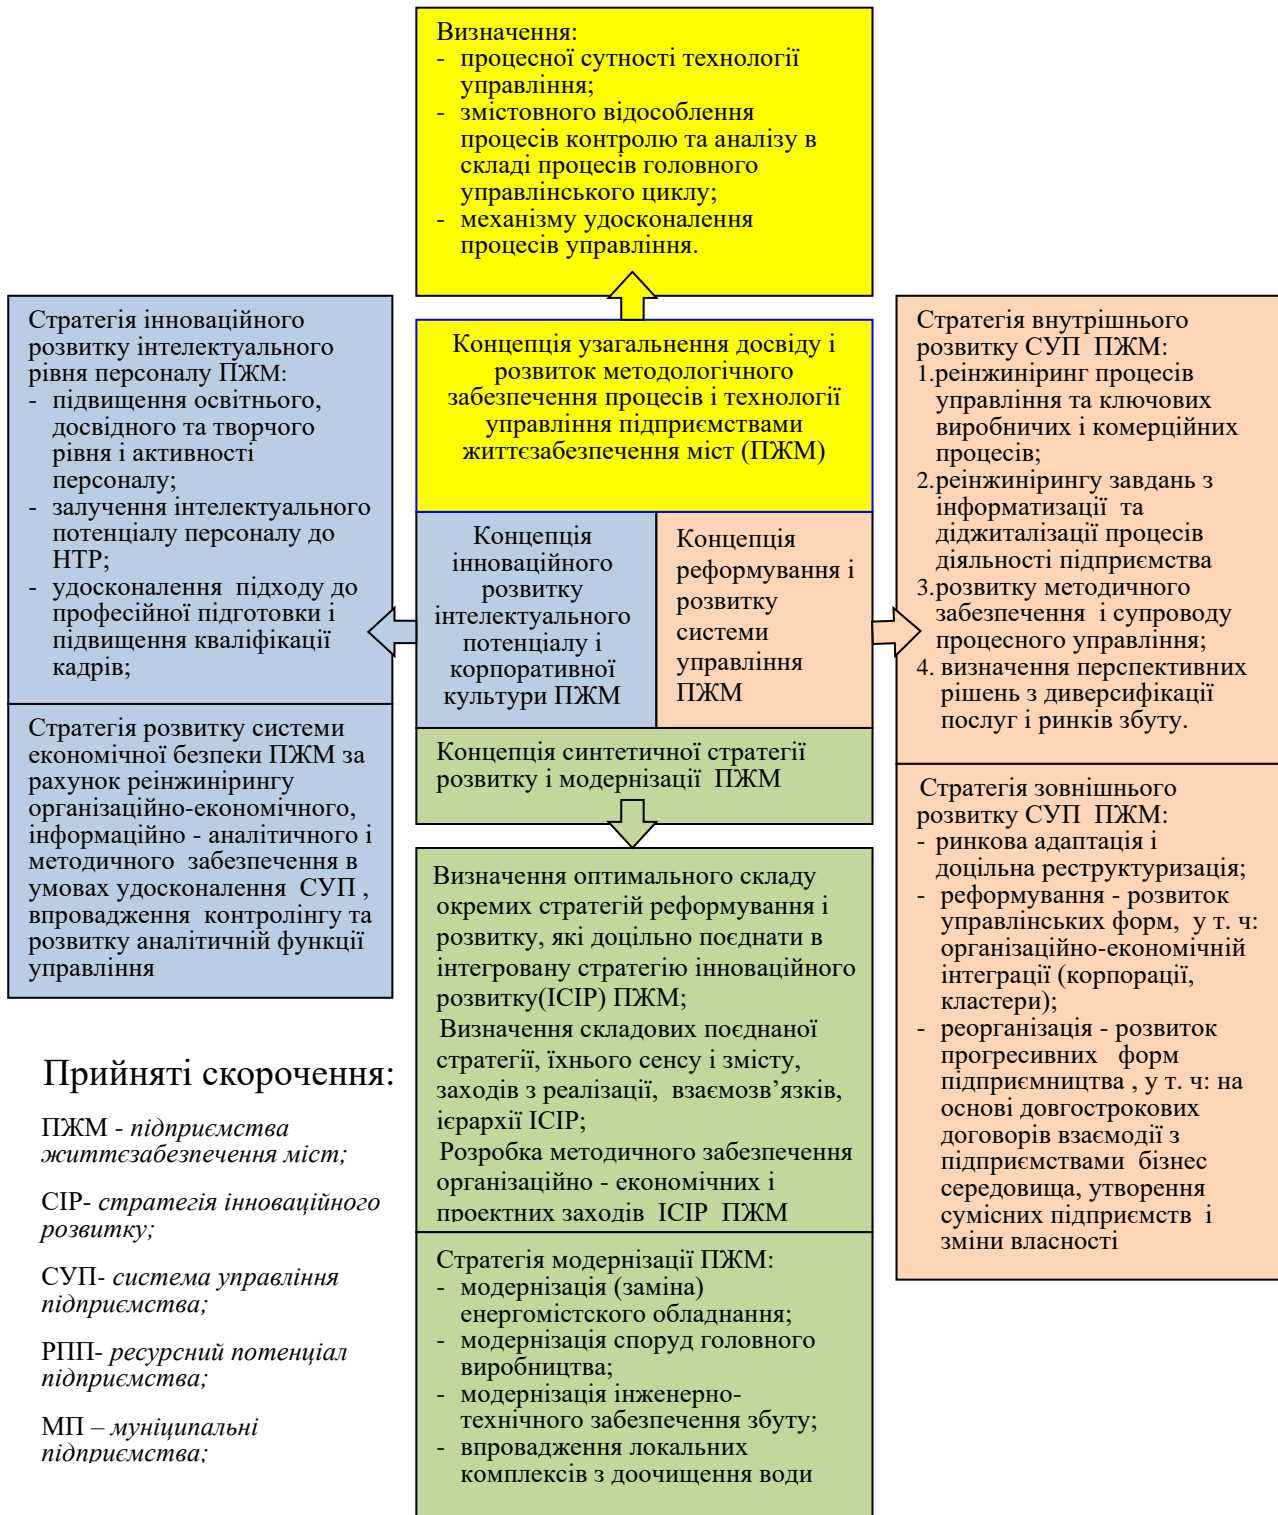 Визначення:
- процесної сутності технології
управління;
- змістовного відособлення
процесів контролю та аналізу в
складі процесів головного
управлінського циклу;
- механізму удосконалення
процесів управління.
Стратегія інноваційного
розвитку інтелектуального
рівня персоналу ПЖМ:
- підвищення освітнього,
досвідного та творчого
рівня і активності
персоналу;
- залучення інтелектуального
потенціалу персоналу до
НТР;
- удосконалення підходу до
професійної підготовки і
підвищення кваліфікації
кадрів;
Стратегія розвитку системи
економічної безпеки ПЖМ за
рахунок реінжинірингу
організаційно-економічного,
інформаційно - аналітичного і
методичного забезпечення в
умовах удосконалення СУП ,
впровадження контролінгу та
розвитку аналітичній функції
управління
Концепція узагальнення досвіду і
розвиток методологічного
забезпечення процесів і технології
управління підприємствами
життєзабезпечення міст (ПЖМ)
Концепція
інноваційного
розвитку
інтелектуального
потенціалу і
корпоративної
культури ПЖМ
Концепція
реформування і
розвитку
системи
управління
ПЖМ
Концепція синтетичної стратегії
розвитку і модернізації ПЖМ
Визначення оптимального складу
окремих стратегій реформування і
розвитку, які доцільно поєднати в
інтегровану стратегію інноваційного
розвитку(ІСІР) ПЖМ;
Визначення складових поєднаної
стратегії, їхнього сенсу і змісту,
заходів з реалізації, взаємозв’язків,
ієрархії ІСІР;
Розробка методичного забезпечення
організаційно - економічних і
проектних заходів ІСІР ПЖМ
Стратегія модернізації ПЖМ:
- модернізація (заміна)
енергомістского обладнання;
- модернізація споруд головного
виробництва;
- модернізація інженерно-
технічного забезпечення збуту;
- впровадження локальних
комплексів з доочищення води
Стратегія внутрішнього
розвитку СУП ПЖМ:
1.реінжиніринг процесів
управління та ключових
виробничих і комерційних
процесів;
2.реінжинірингу завдань з
інформатизації та
діджиталізації процесів
діяльності підприємства
3.розвитку методичного
забезпечення і супроводу
процесного управління;
4. визначення перспективних
рішень з диверсифікації
послуг і ринків збуту.
Стратегія зовнішнього
розвитку СУП ПЖМ:
- ринкова адаптація і
доцільна реструктуризація;
- реформування - розвиток
управлінських форм, у т. ч:
організаційно-економічній
інтеграції (корпорації,
кластери);
- реорганізація - розвиток
прогресивних форм
підприємництва , у т. ч: на
основі довгострокових
договорів взаємодії з
підприємствами бізнес
середовища, утворення
сумісних підприємств і
зміни власності
Прийняті скорочення:
ПЖМ - підприємства
життєзабезпечення міст;
СІР- стратегія інноваційного
розвитку;
СУП- система управління
підприємства;
РПП- ресурсний потенціал
підприємства;
МП – муніципальні
підприємства;